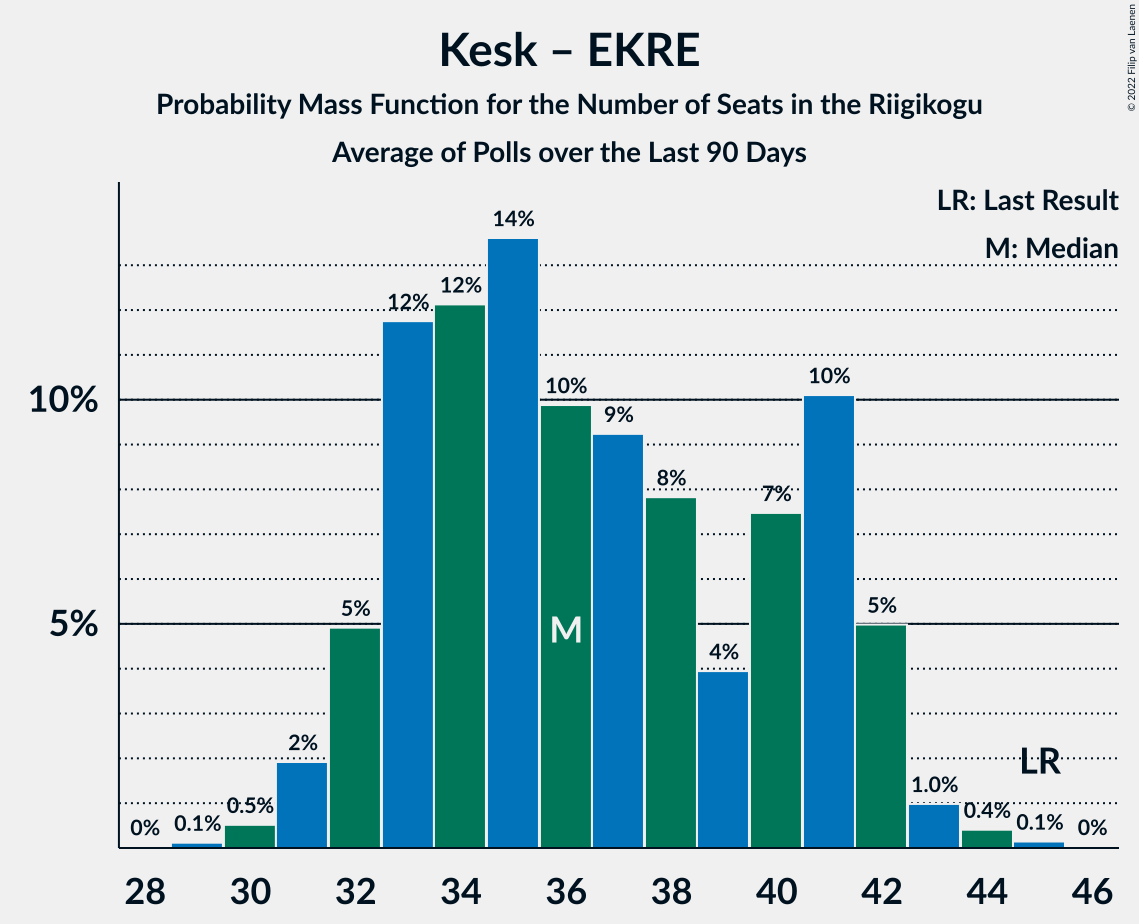 Kesk – EKRE
Probability Mass Function for the Number of Seats in the Riigikogu
Average of Polls over the Last 90 Days
© 2022 Filip van Laenen
LR: Last Result
M: Median
10%
5%
0%
0.1%
0.5%
2%
5%
12%
12%
14%
10%
9%
8%
4%
7%
10%
5%
1.0%
0.4%
0.1%
0%
M
LR
28 30 32 34 36 38 40 42 44 46